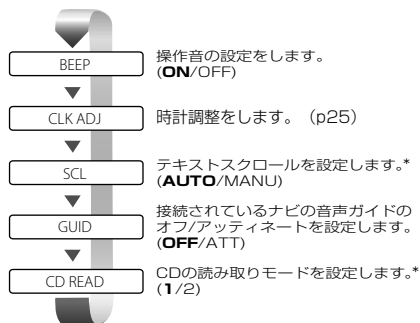 BEEP
操作音の設定をします。
(ON/OFF)
CLK ADJ
時計調整をします。（p25）
SCL
テキストスクロールを設定します。*
(AUTO/MANU)
GUID
接続されているナビの音声ガイドの
オフ/アッティネートを設定します。
(OFF/ATT)
CD READ
CDの読み取りモードを設定します。*
(1/2)